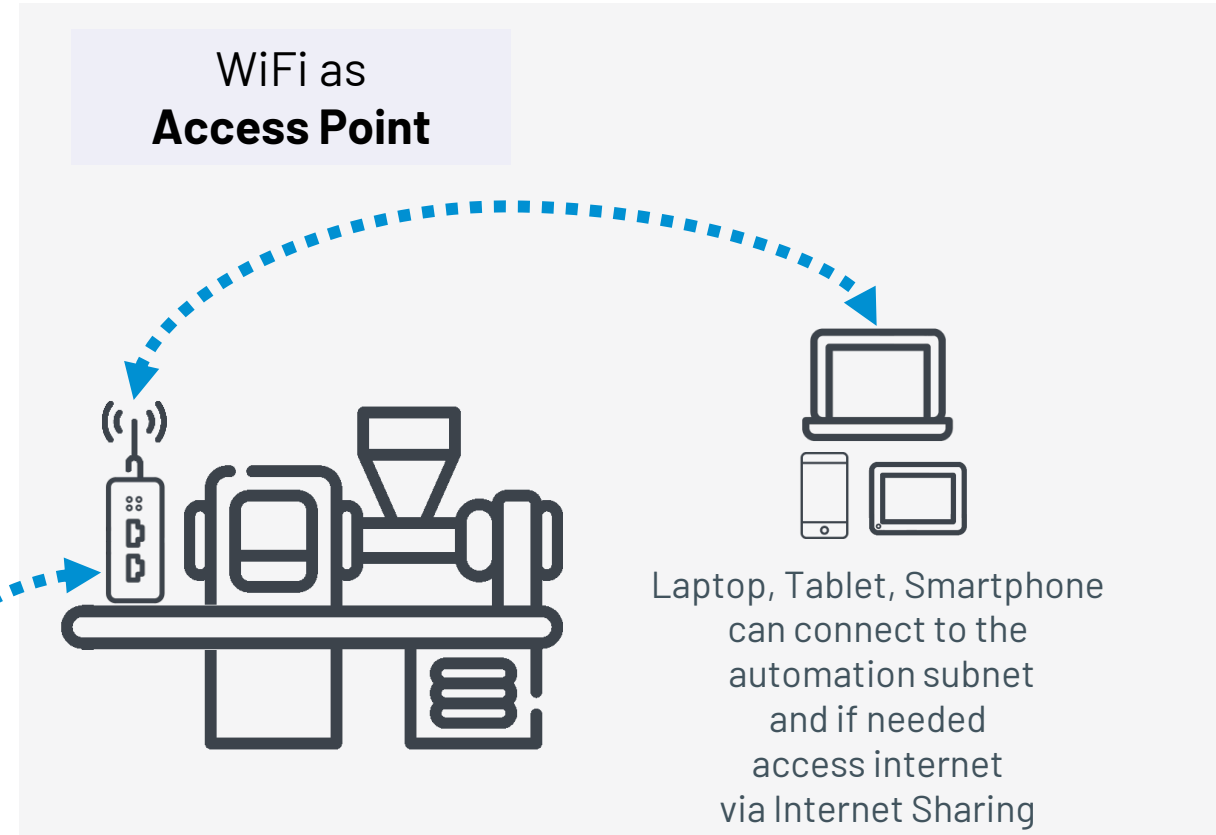 WiFi as
Access Point
Laptop, Tablet, Smartphone
can connect to the
automation subnet
and if needed
access internet
via Internet Sharing